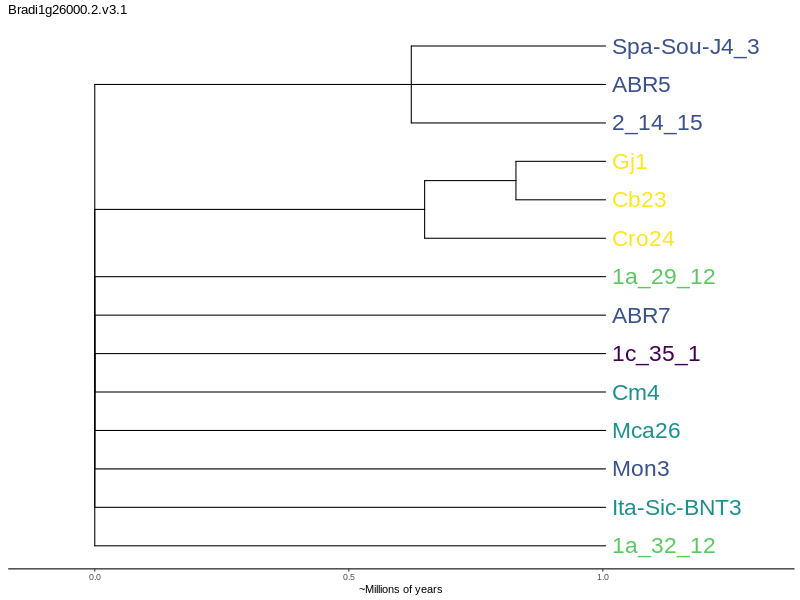 Bradi1g26000.2.v3.1
Spa-Sou-J4_3
ABR5
2_14_15
Gj1
Cb23
Cro24
1a_29_12
ABR7
1c_35_1
Cm4
Mca26
Mon3
Ita-Sic-BNT3
1a_32_12
0.0 0.5 1.0
~Millions of years